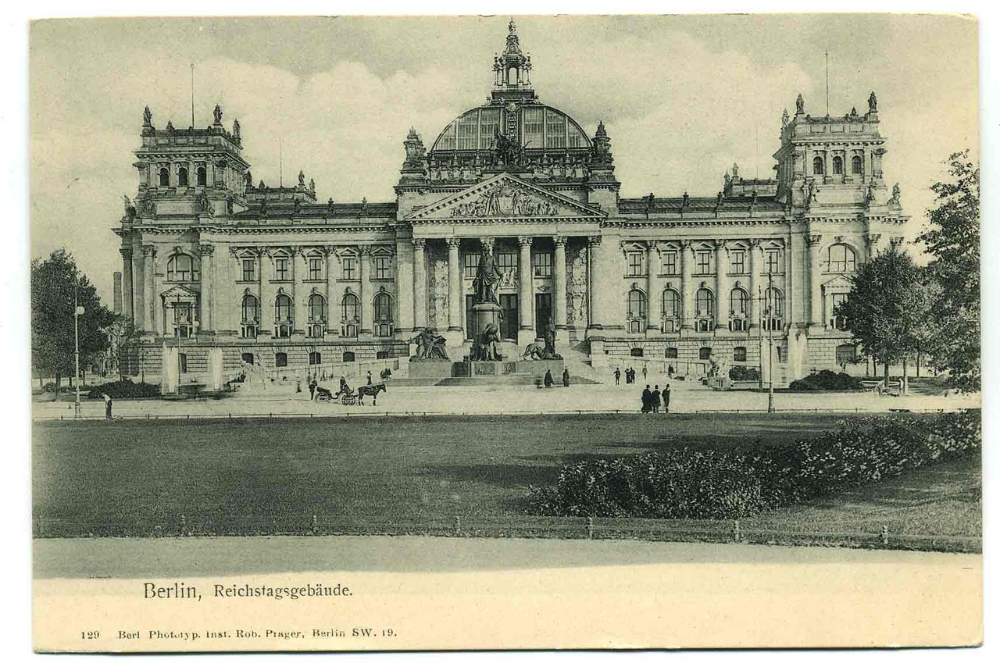 Berlin, Reichstagsgebäude.
129 Berl Phototyp. Inst. Rob. Prager, Berlin SW. 19.